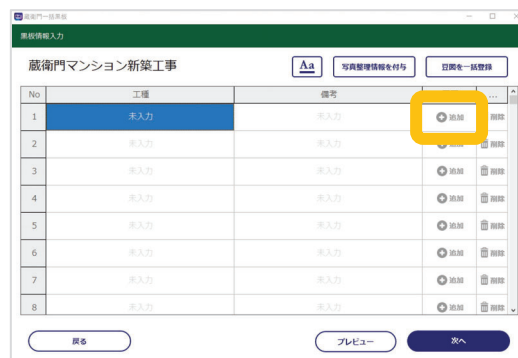 蔵衛門一括黒板
黒板情報入力
蔵衛門マンション新築工事
Aa 写真整理情報を付与 豆図を一括登録
No 工種 備考 ...
1 未入力 未入力 追加 削除
2 未入力 未入力 追加 削除
3 未入力 未入力 追加 削除
4 未入力 未入力 追加 削除
5 未入力 未入力 追加 削除
6 未入力 未入力 追加 削除
7 未入力 未入力 追加 削除
8 未入力 未入力 追加 削除
戻る プレビュー 次へ